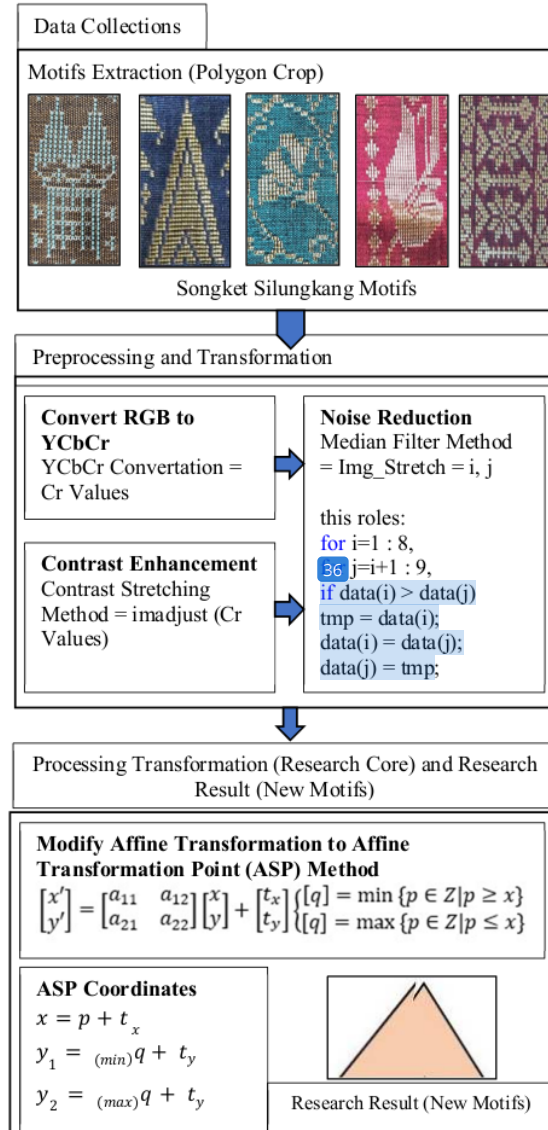 Data Collections
Motifs Extraction (Polygon Crop)
Songket Silungkang Motifs
Preprocessing and Transformation
Convert RGB to
YCbCr
YCbCr Convertation =
Cr Values
Contrast Enhancement
Contrast Stretching
Method = imadjust (Cr
Values)
Noise Reduction
Median Filter Method
= Img_Stretch = i, j
this roles:
for i=1 : 8,
36 j=i+1 : 9,
if data(i) > data(j)
tmp = data(i);
data(i) = data(j);
data(j) = tmp;
Processing Transformation (Research Core) and Research
Result (New Motifs)
Modify Affine Transformation to Affine
Transformation Point (ASP) Method
[x' y'] = [a11 a12 a21 a22][x y] + [tx ty] {[q] = min {p ∈ Z|p ≥ x} {[q] = max {p ∈ Z|p ≤ x}
ASP Coordinates
x = p + t_x
y₁ = (min)q + t_y
y₂ = (max)q + t_y
Research Result (New Motifs)